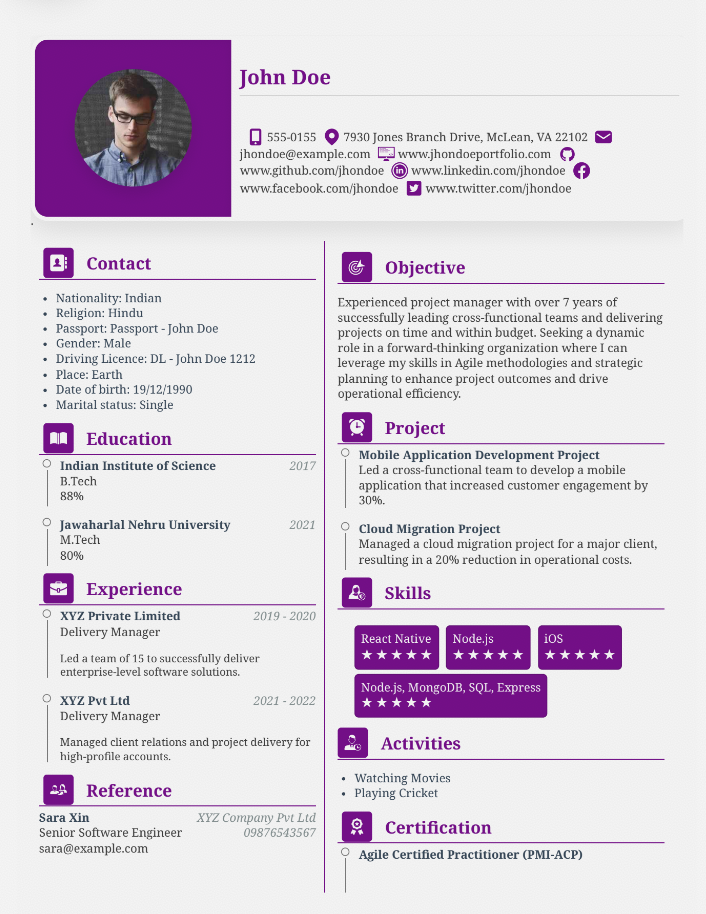 John Doe
555-0155 7930 Jones Branch Drive, McLean, VA 22102
jhondoe@example.com www.jhondoeportfolio.com
www.github.com/jhondoe www.linkedin.com/jhondoe
www.facebook.com/jhondoe www.twitter.com/jhondoe
Contact
• Nationality: Indian
• Religion: Hindu
• Passport: Passport - John Doe
• Gender: Male
• Driving Licence: DL - John Doe 1212
• Place: Earth
• Date of birth: 19/12/1990
• Marital status: Single
Education
Indian Institute of Science 2017
B.Tech
88%
Jawaharlal Nehru University 2021
M.Tech
80%
Experience
XYZ Private Limited 2019 - 2020
Delivery Manager
Led a team of 15 to successfully deliver
enterprise-level software solutions.
XYZ Pvt Ltd 2021 - 2022
Delivery Manager
Managed client relations and project delivery for
high-profile accounts.
Reference
Sara Xin XYZ Company Pvt Ltd
Senior Software Engineer 09876543567
sara@example.com
Objective
Experienced project manager with over 7 years of
successfully leading cross-functional teams and delivering
projects on time and within budget. Seeking a dynamic
role in a forward-thinking organization where I can
leverage my skills in Agile methodologies and strategic
planning to enhance project outcomes and drive
operational efficiency.
Project
Mobile Application Development Project
Led a cross-functional team to develop a mobile
application that increased customer engagement by
30%.
Cloud Migration Project
Managed a cloud migration project for a major client,
resulting in a 20% reduction in operational costs.
Skills
React Native Node.js iOS
★★★★★ ★★★★★ ★★★★★
Node.js, MongoDB, SQL, Express
★★★★★
Activities
• Watching Movies
• Playing Cricket
Certification
Agile Certified Practitioner (PMI-ACP)